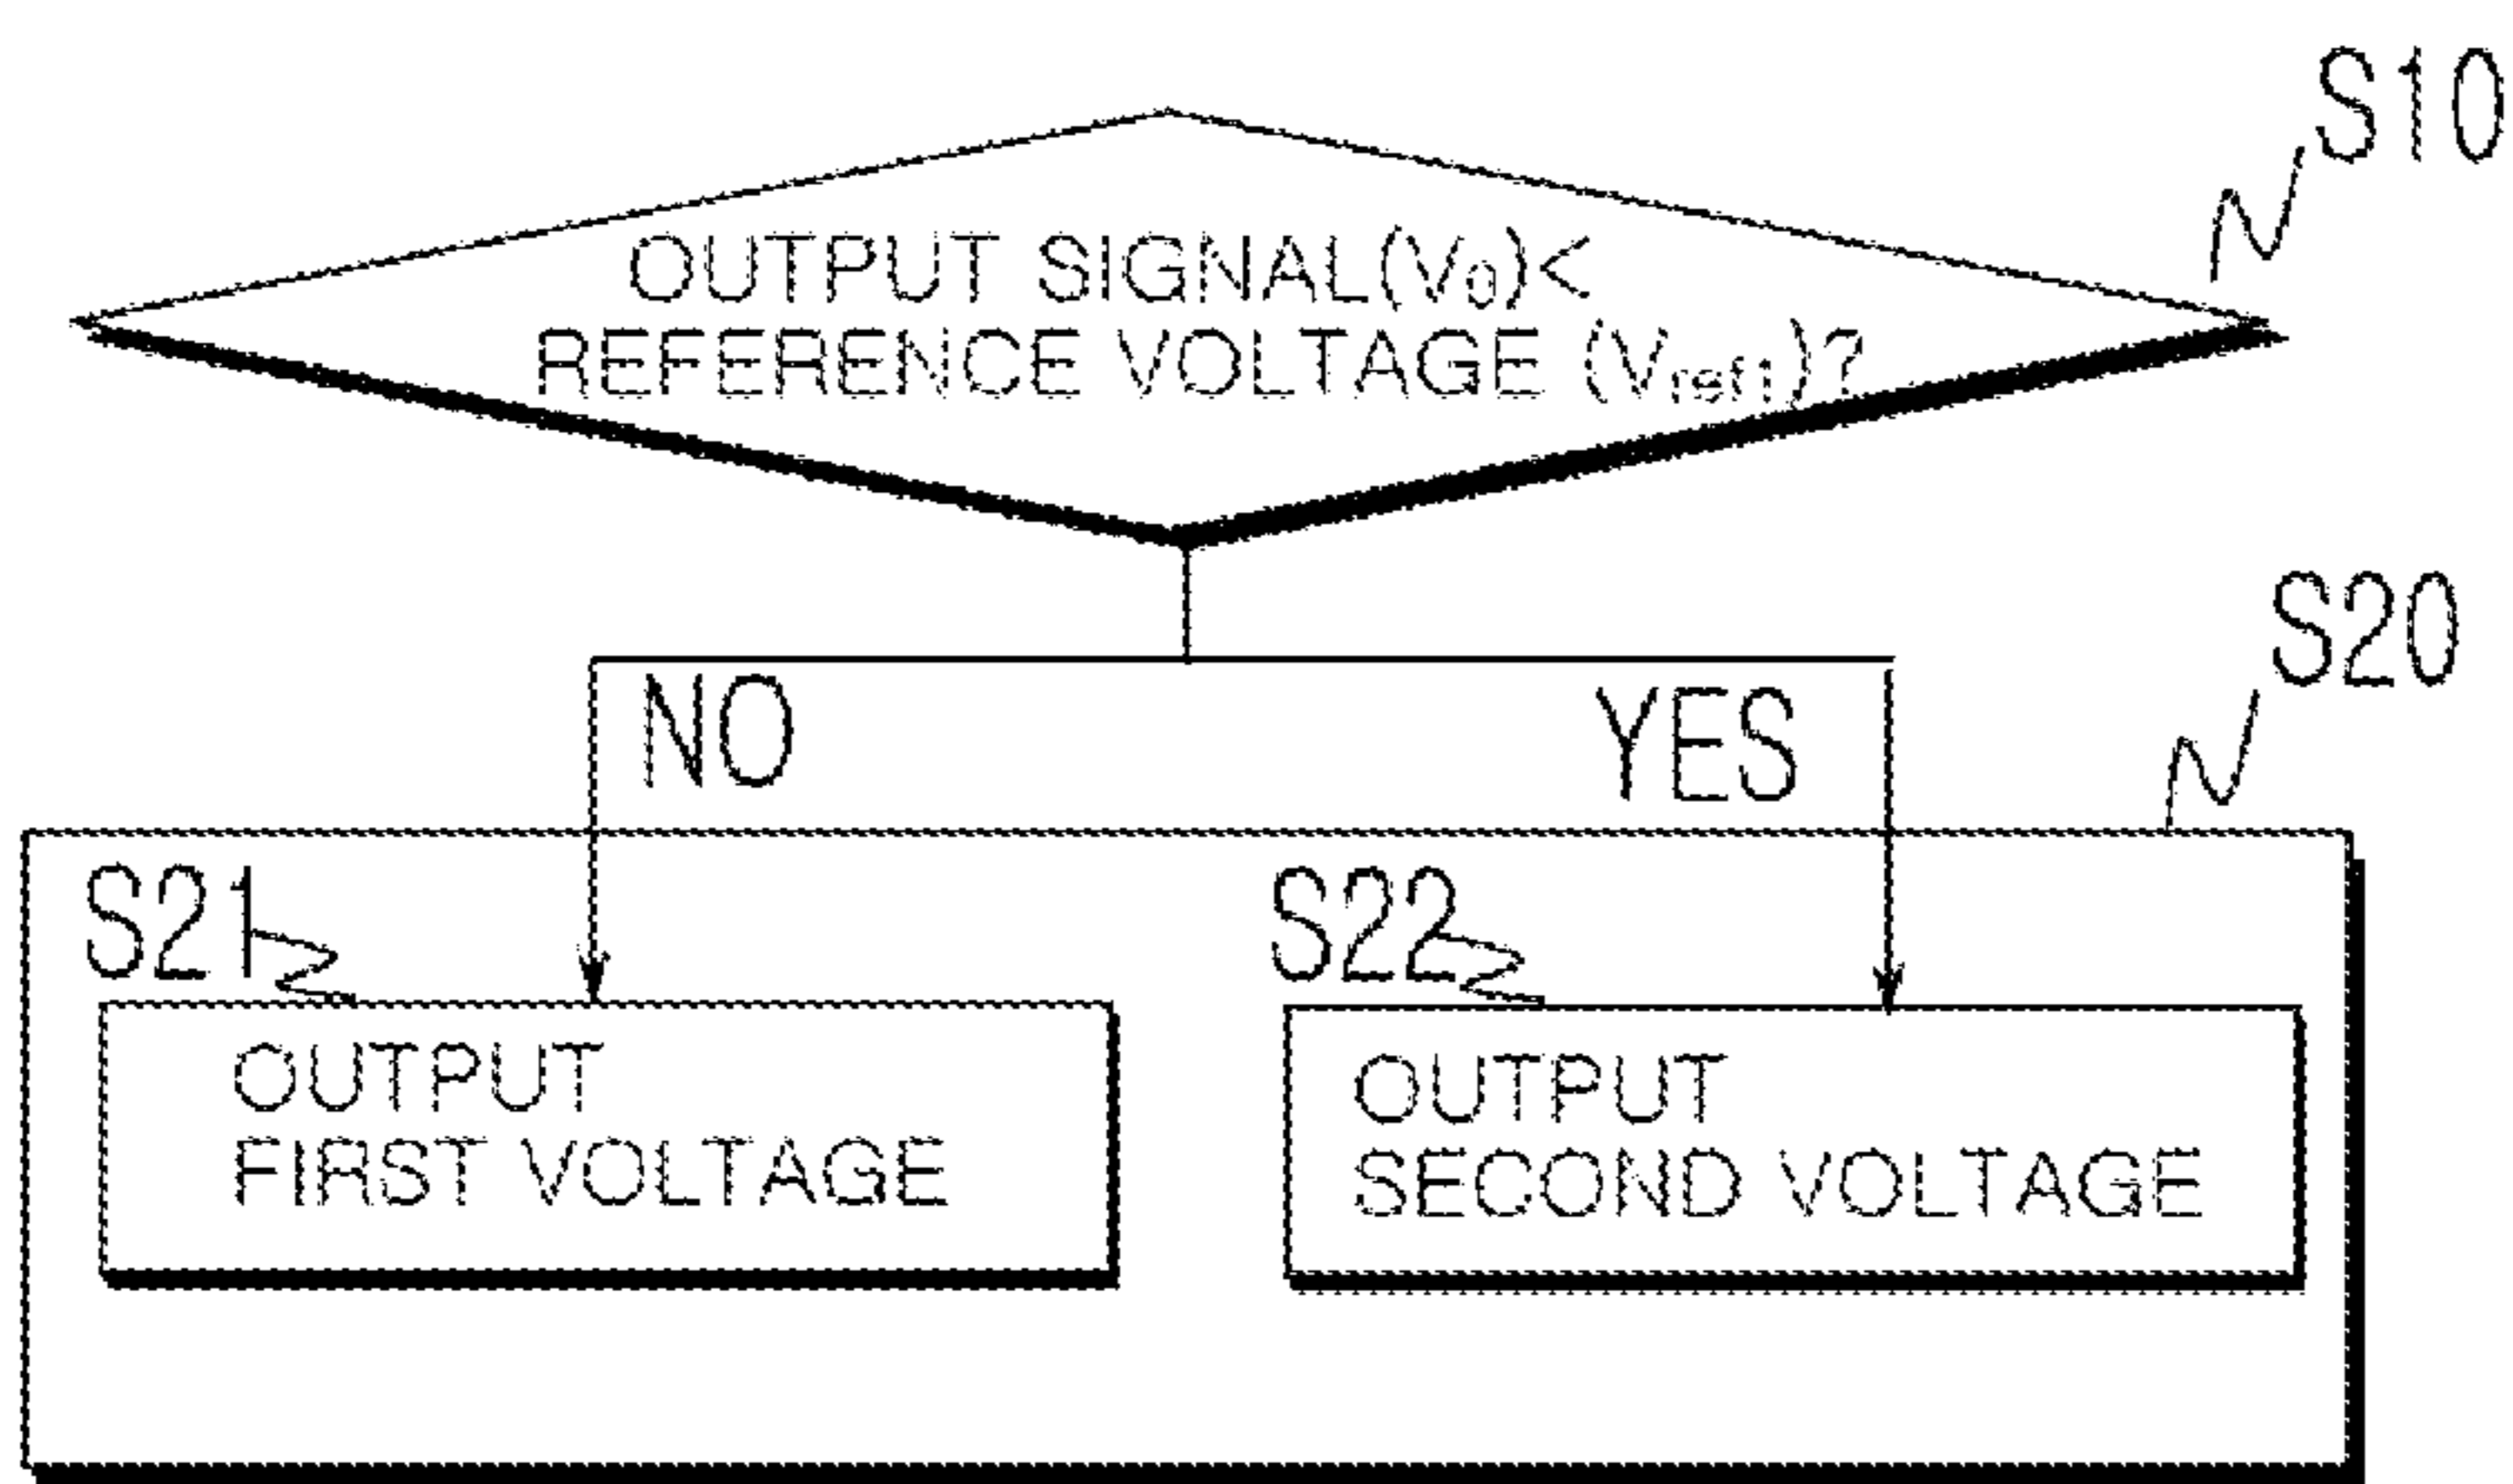 S10
OUTPUT SIGNAL(V0)<
REFERENCE VOLTAGE (Vref1)?
S20
NO
YES
S21
S22
OUTPUT
FIRST VOLTAGE
OUTPUT
SECOND VOLTAGE